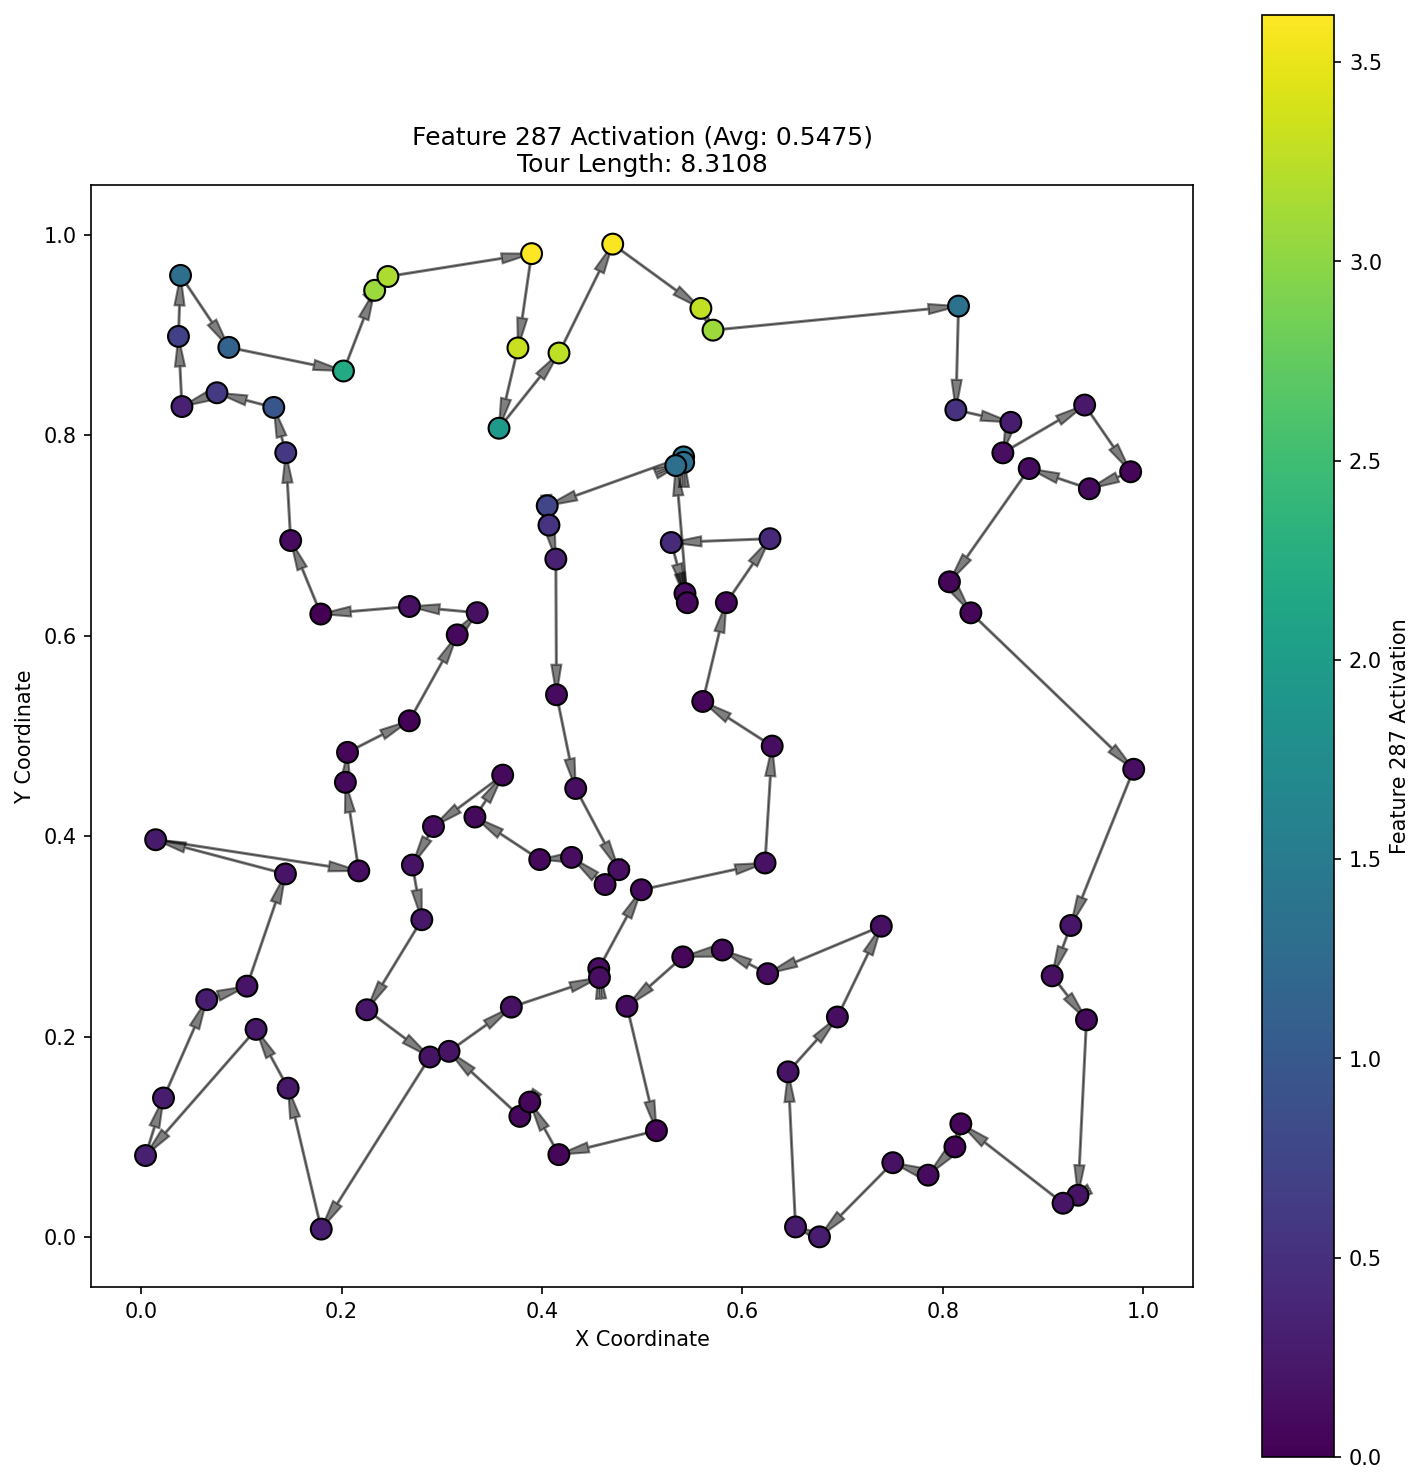 Feature 287 Activation (Avg: 0.5475)
Tour Length: 8.3108
1.0
0.8
0.6
0.4
0.2
0.0
Y Coordinate
0.0 0.2 0.4 0.6 0.8 1.0
X Coordinate
3.5
3.0
2.5
2.0
1.5
1.0
0.5
0.0
Feature 287 Activation